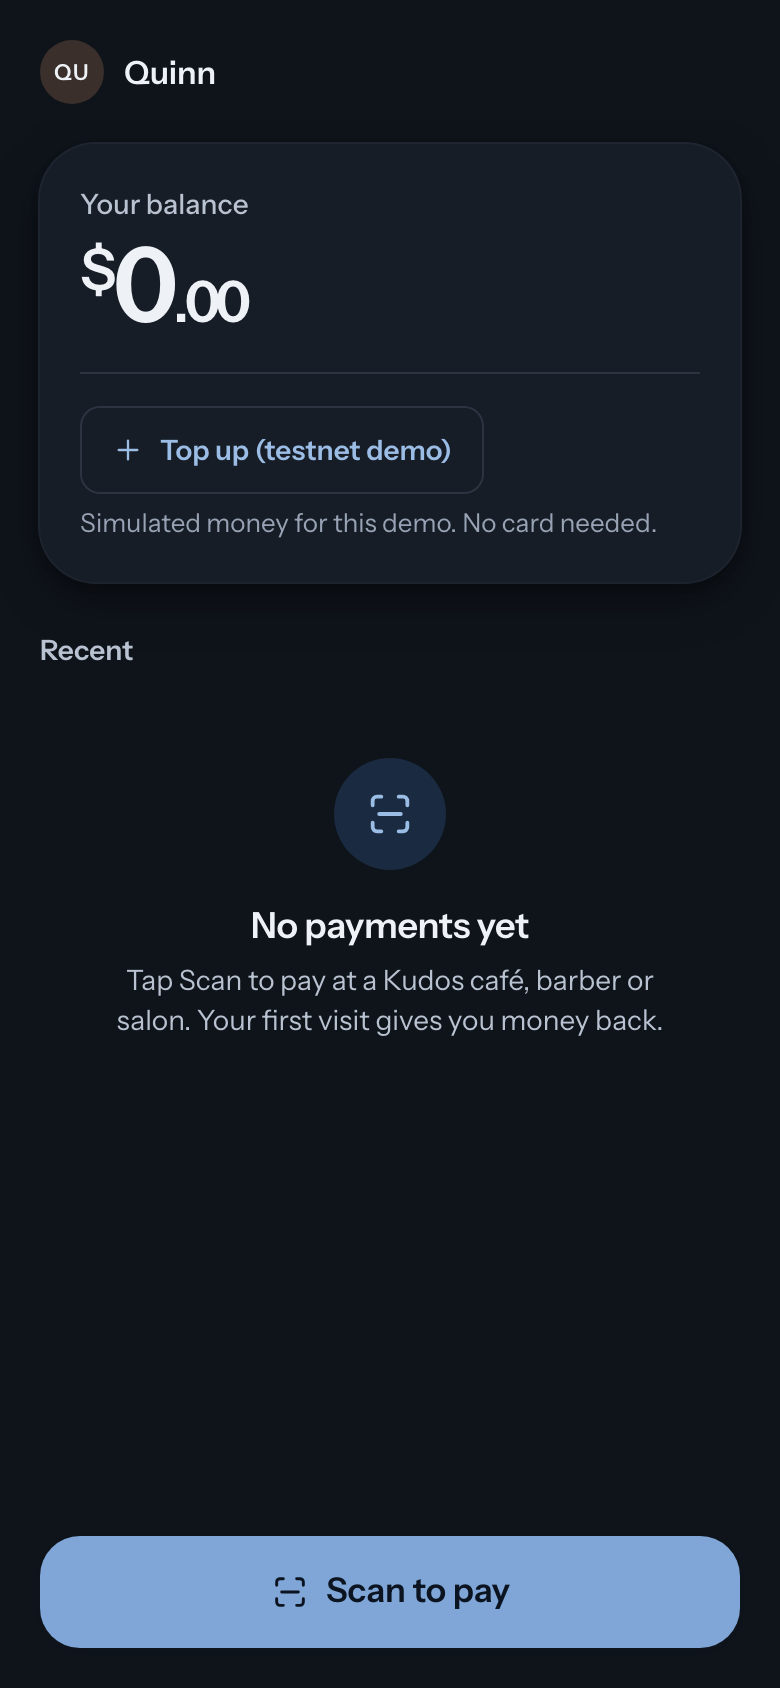 QU
Quinn
Your balance
$0.00
Top up (testnet demo)
Simulated money for this demo. No card needed.
Recent
No payments yet
Tap Scan to pay at a Kudos café, barber or
salon. Your first visit gives you money back.
Scan to pay